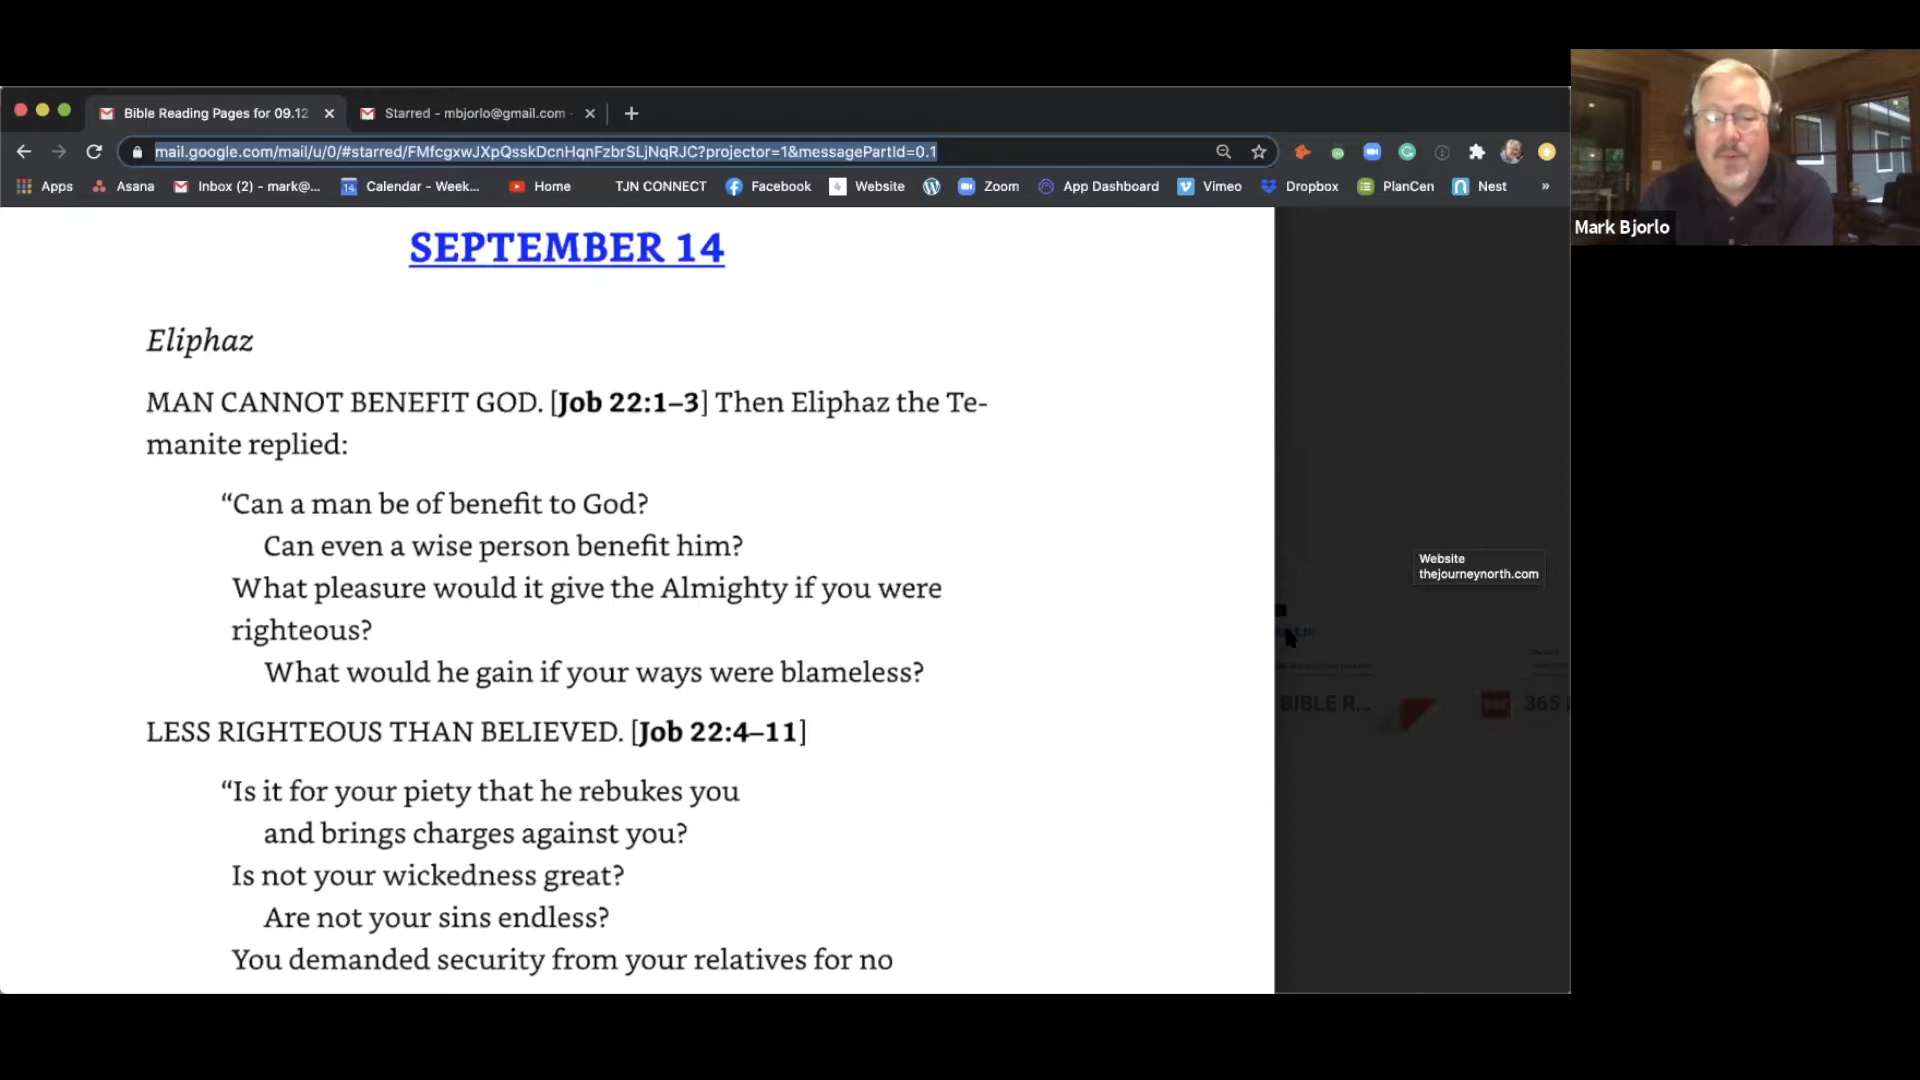 Bible Reading Pages for 09.12
Starred - mbjorlo@gmail.com -
mail.google.com/mail/u/0/#starred/FMfcgxwJXpQsskDcnHqnFzbrSLjNqRJC?projector=1&messagePartId=0.1
Apps Asana Inbox (2) - mark@... Calendar - Week... Home TJN CONNECT Facebook Website Zoom App Dashboard Vimeo Dropbox PlanCen Nest »
Mark Bjorlo
SEPTEMBER 14
Eliphaz
MAN CANNOT BENEFIT GOD. [Job 22:1–3] Then Eliphaz the Te-
manite replied:
“Can a man be of benefit to God?
Can even a wise person benefit him?
What pleasure would it give the Almighty if you were
righteous?
What would he gain if your ways were blameless?
LESS RIGHTEOUS THAN BELIEVED. [Job 22:4–11]
“Is it for your piety that he rebukes you
and brings charges against you?
Is not your wickedness great?
Are not your sins endless?
You demanded security from your relatives for no
Website
thejourneynorth.com
BIBLE R...
365